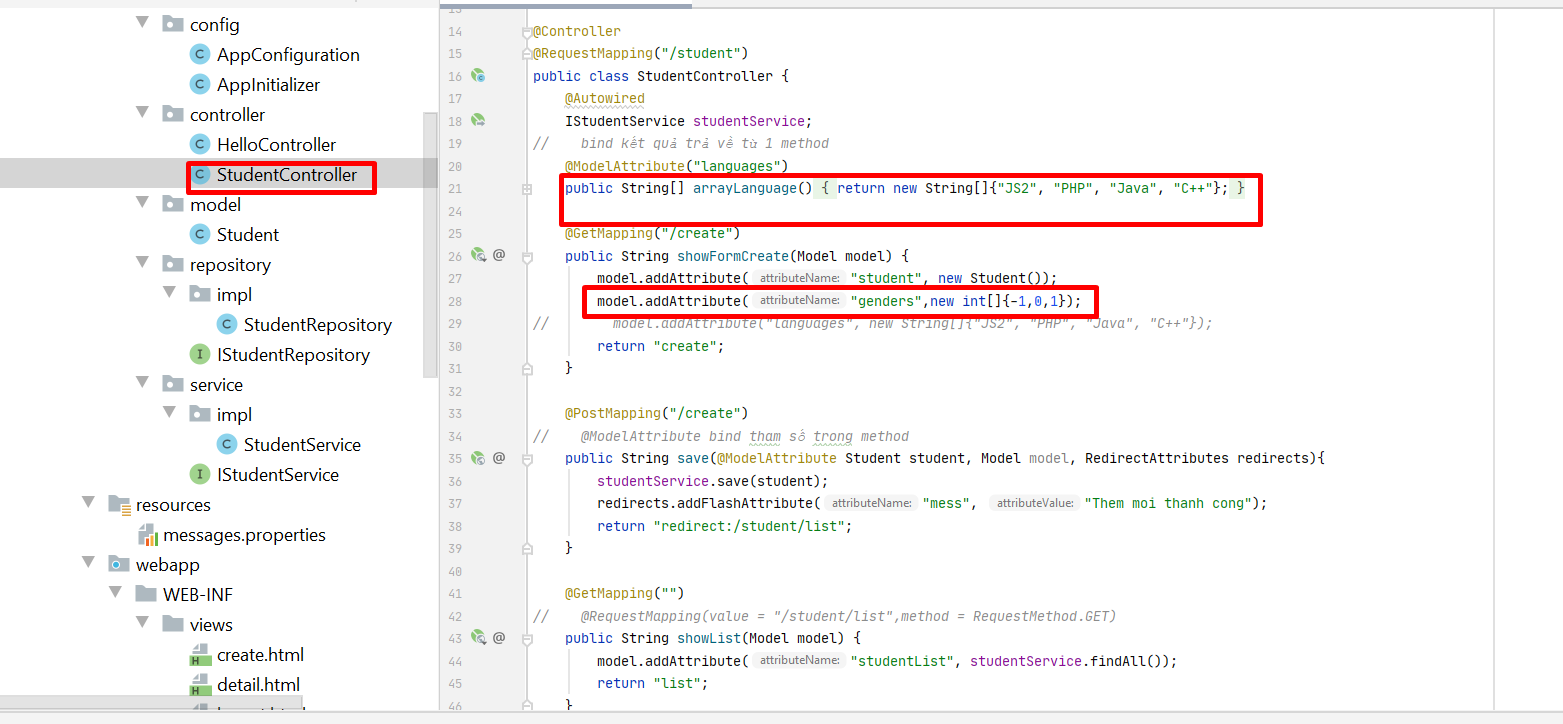 config
AppConfiguration
AppInitializer
controller
HelloController
StudentController
model
Student
repository
impl
StudentRepository
IStudentRepository
service
impl
StudentService
IStudentService
resources
messages.properties
webapp
WEB-INF
views
create.html
detail.html
13
14 @Controller
15 @RequestMapping("/student")
16 public class StudentController {
17 @Autowired
18 IStudentService studentService;
19 // bind kết quả trả về từ 1 method
20 @ModelAttribute("languages")
21 public String[] arrayLanguage() { return new String[]{"JS2", "PHP", "Java", "C++"}; }
24
25 @GetMapping("/create")
26 @ public String showFormCreate(Model model) {
27 model.addAttribute( attributeName: "student", new Student());
28 model.addAttribute( attributeName: "genders",new int[]{-1,0,1});
29 // model.addAttribute("languages", new String[]{"JS2", "PHP", "Java", "C++"});
30 return "create";
31 }
32
33 @PostMapping("/create")
34 // @ModelAttribute bind tham số trong method
35 @ public String save(@ModelAttribute Student student, Model model, RedirectAttributes redirects){
36 studentService.save(student);
37 redirects.addFlashAttribute( attributeName: "mess", attributeValue: "Them moi thanh cong");
38 return "redirect:/student/list";
39 }
40
41 @GetMapping("")
42 // @RequestMapping(value = "/student/list",method = RequestMethod.GET)
43 @ public String showList(Model model) {
44 model.addAttribute( attributeName: "studentList", studentService.findAll());
45 return "list";
46 }